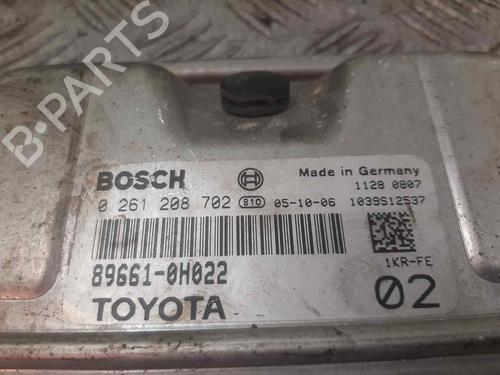 B-PARTS
BOSCH
Made in Germany
1128 0807
0 261 208 702 810 05-10-06 1039S12537
89661-0H022
1KR-FE
TOYOTA
02